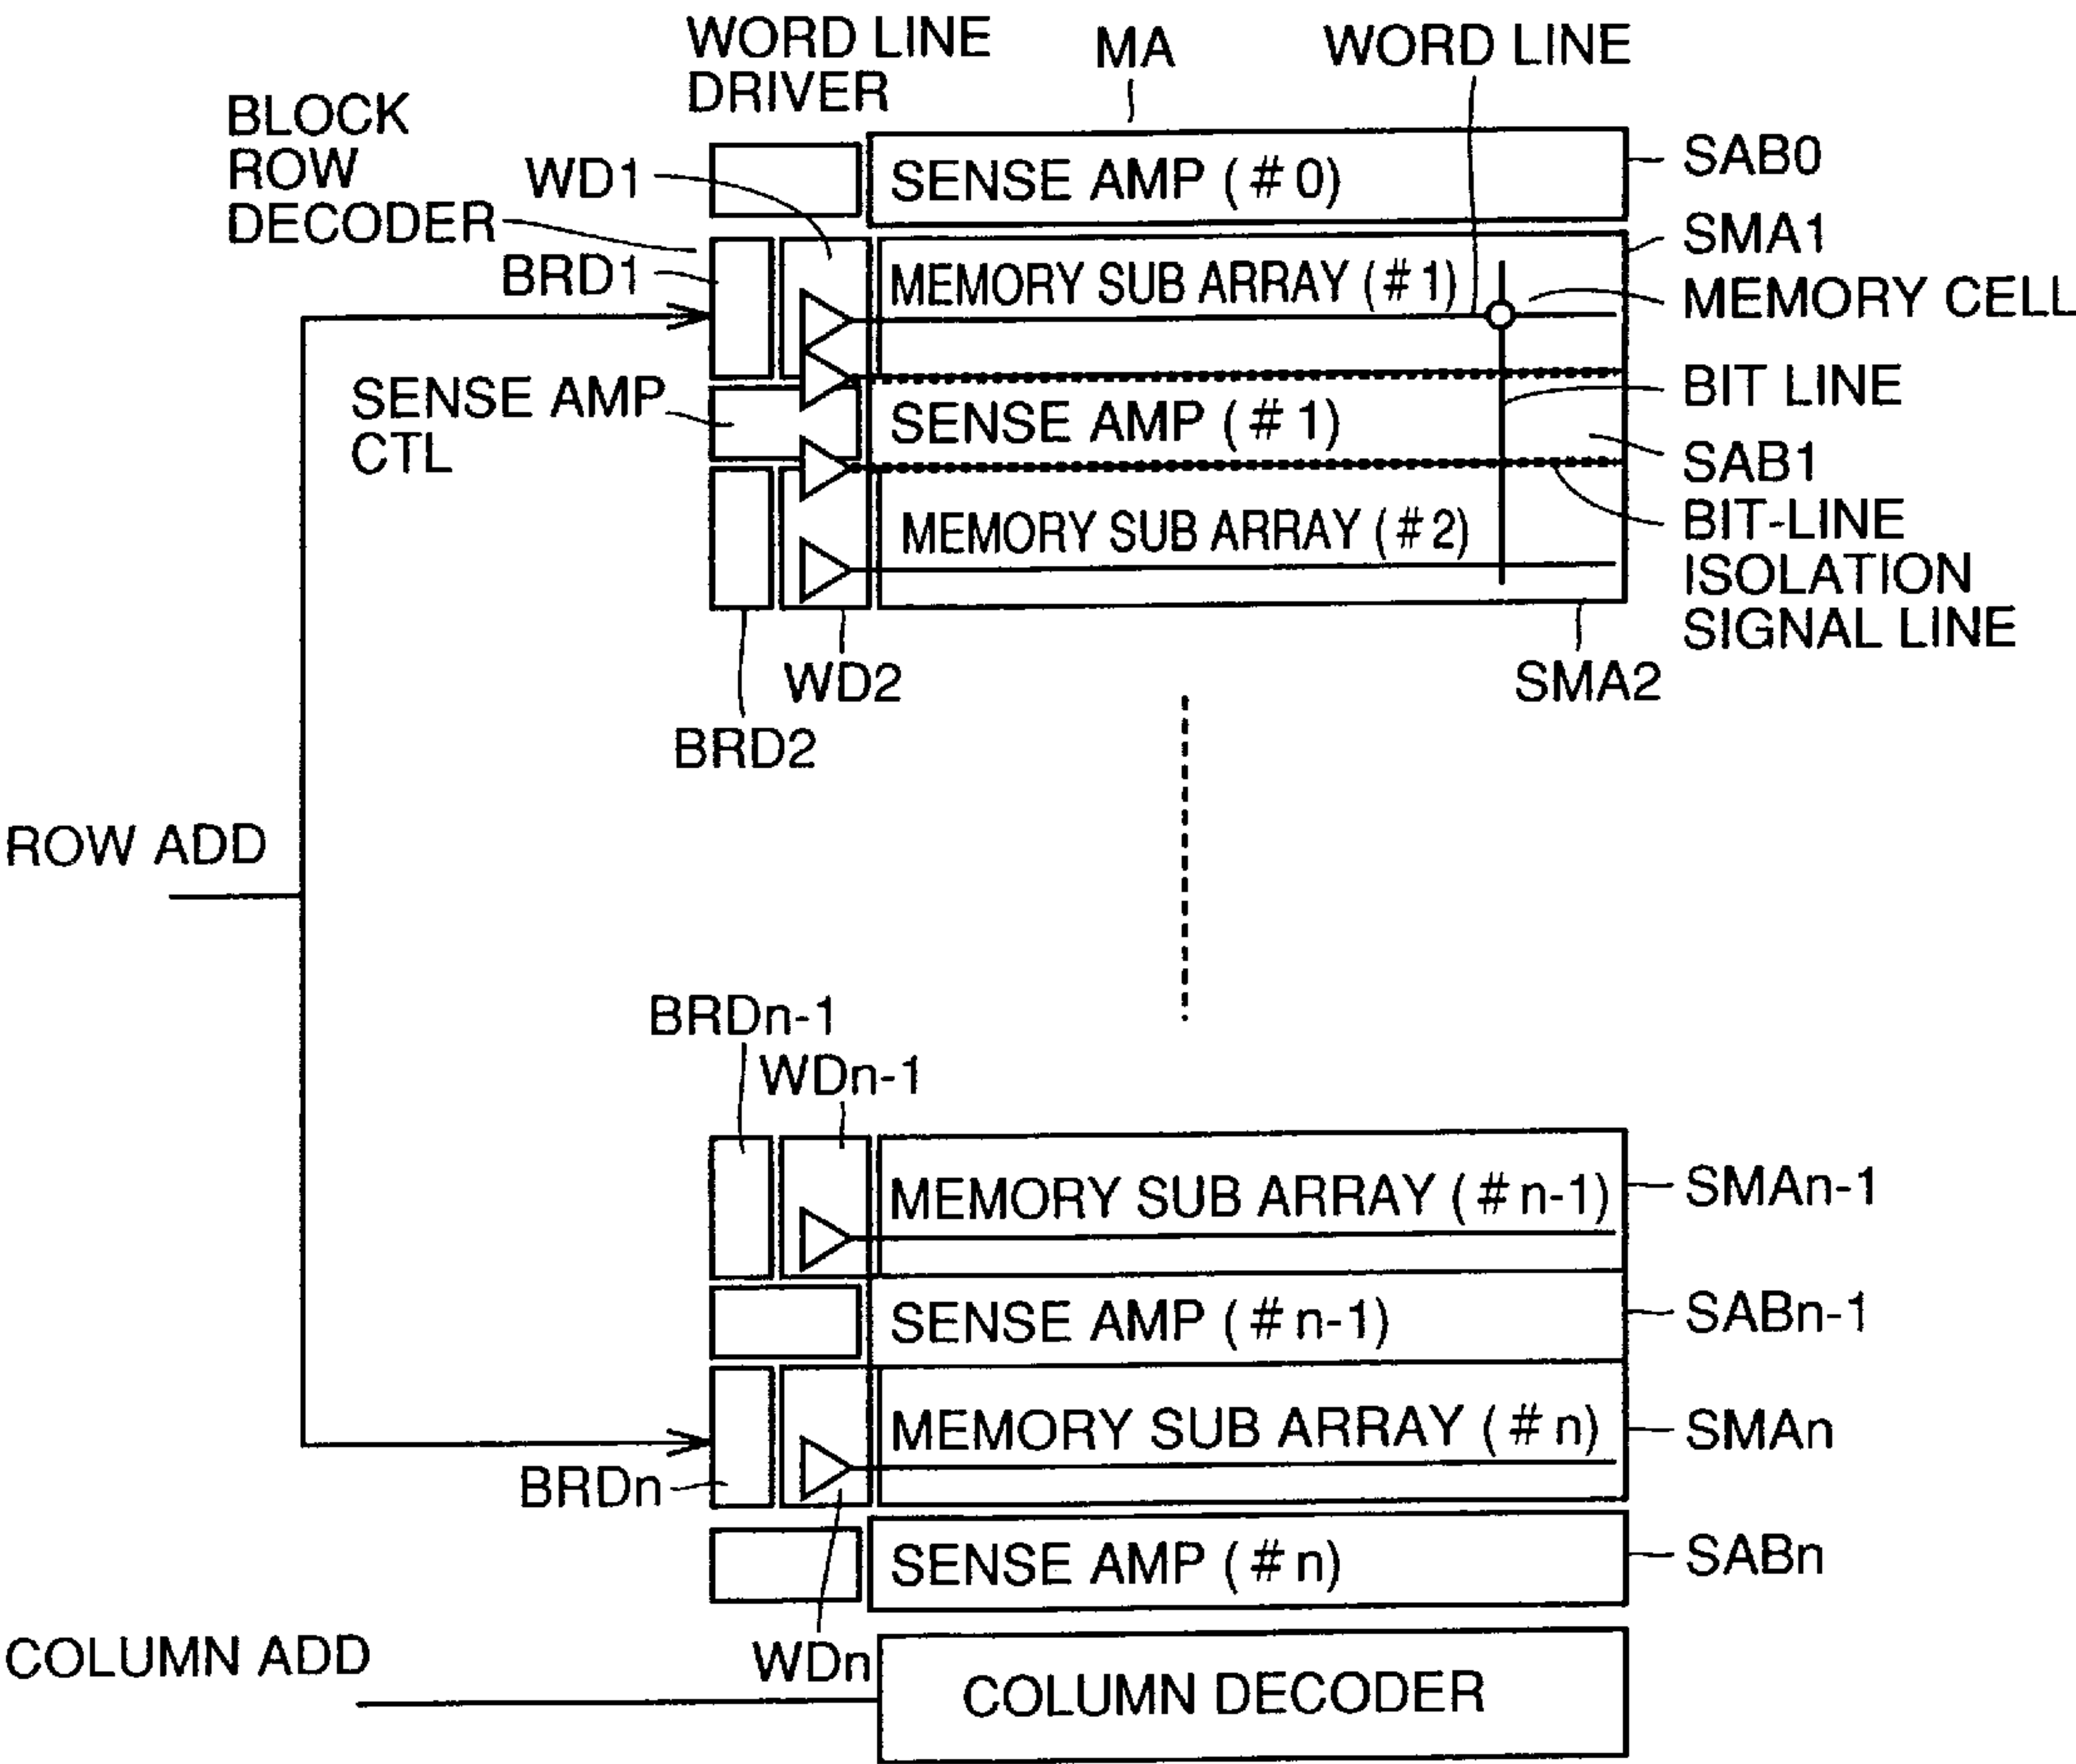 WORD LINE
DRIVER
MA
WORD LINE
BLOCK
ROW
DECODER
WD1
SENSE AMP (#0)
SAB0
SMA1
BRD1
MEMORY SUB ARRAY (#1)
MEMORY CELL
SENSE AMP
CTL
SENSE AMP (#1)
BIT LINE
SAB1
MEMORY SUB ARRAY (#2)
BIT-LINE
ISOLATION
SIGNAL LINE
WD2
SMA2
BRD2
ROW ADD
BRDn-1
WDn-1
MEMORY SUB ARRAY (#n-1)
SMAn-1
SENSE AMP (#n-1)
SABn-1
MEMORY SUB ARRAY (#n)
SMAn
BRDn
SENSE AMP (#n)
SABn
COLUMN ADD
WDn
COLUMN DECODER